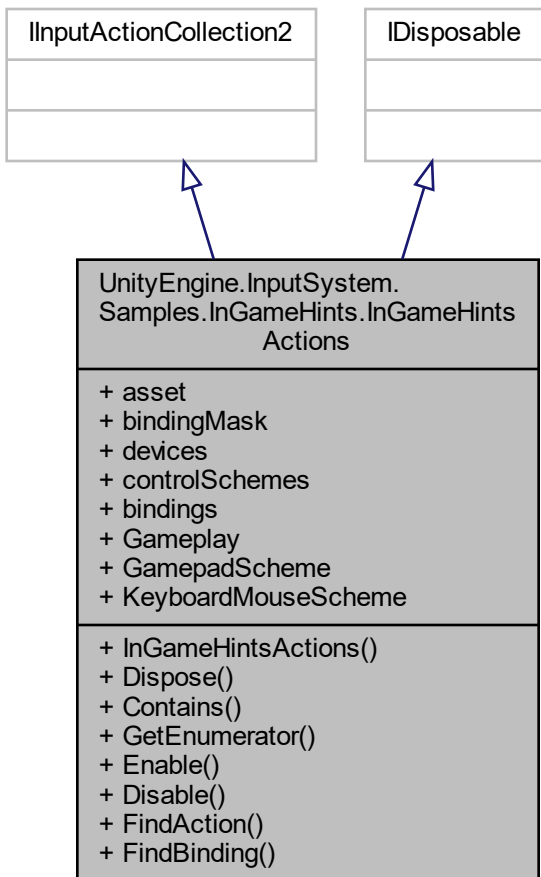 IInputActionCollection2
IDisposable
UnityEngine.InputSystem.
Samples.InGameHints.InGameHints
Actions
+ asset
+ bindingMask
+ devices
+ controlSchemes
+ bindings
+ Gameplay
+ GamepadScheme
+ KeyboardMouseScheme
+ InGameHintsActions()
+ Dispose()
+ Contains()
+ GetEnumerator()
+ Enable()
+ Disable()
+ FindAction()
+ FindBinding()